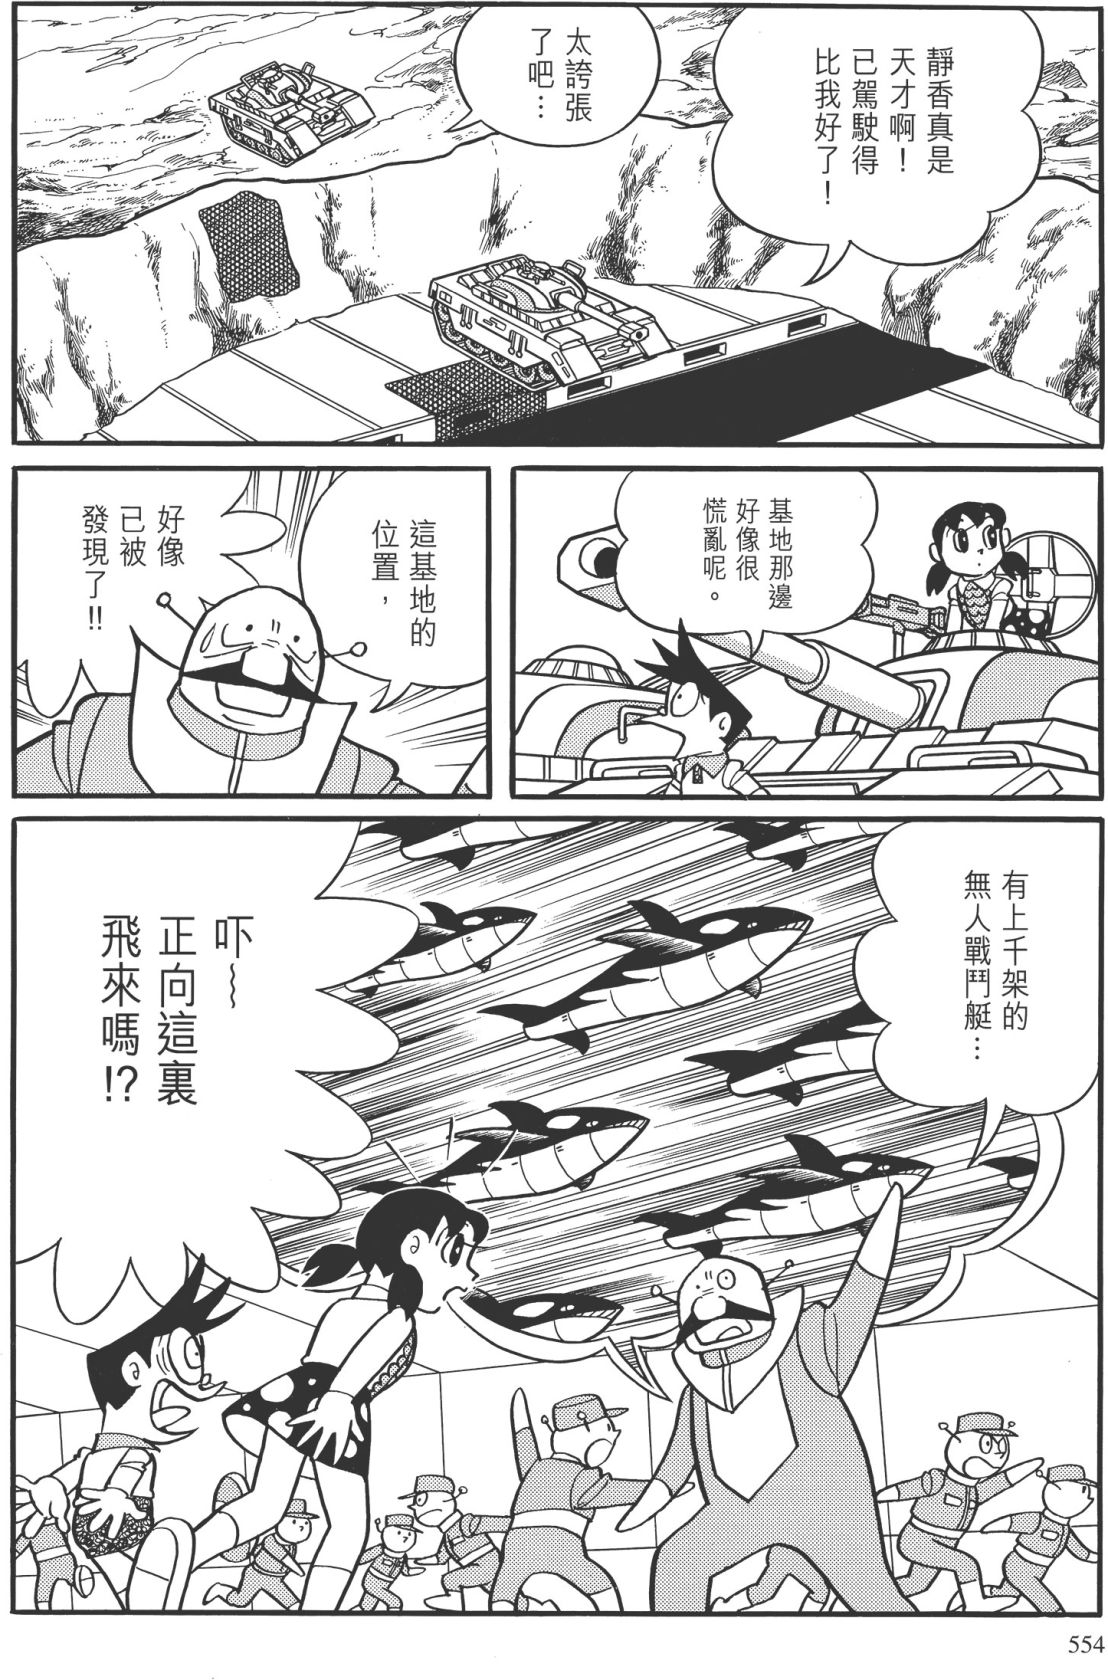 靜香真是
天才啊！
已駕駛得
比我好了！
太誇張
了吧…
基地那邊
好像很
慌亂呢。
這基地的
位置，
好像
已被
發現了!!
有上千架的
無人戰鬥艇…
吓～
正向這裏
飛來嗎!?
554